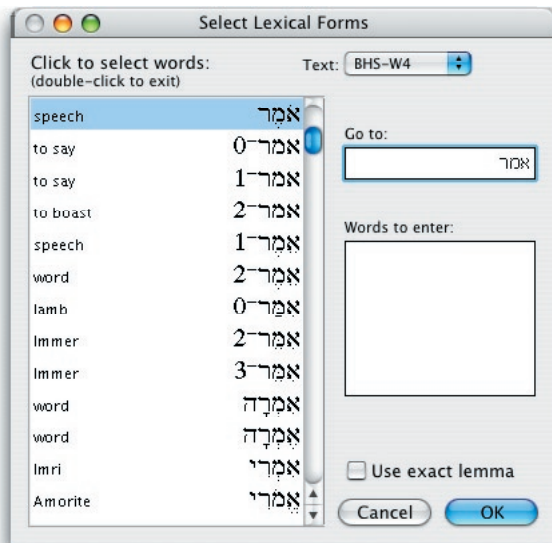 Select Lexical Forms
Click to select words:
(double-click to exit)
Text: BHS-W4
speech אֹמֶר
to say אמר־0
to say אמר־1
to boast אמר־2
speech אֵמֶר־1
word אֵמֶר־2
lamb אִמַּר־0
Immer אִמֵּר־2
Immer אִמֵּר־3
word אִמְרָה
word אֶמְרָה
Imri אִמְרִי
Amorite אֱמֹרִי
Go to:
אמר
Words to enter:
Use exact lemma
Cancel
OK